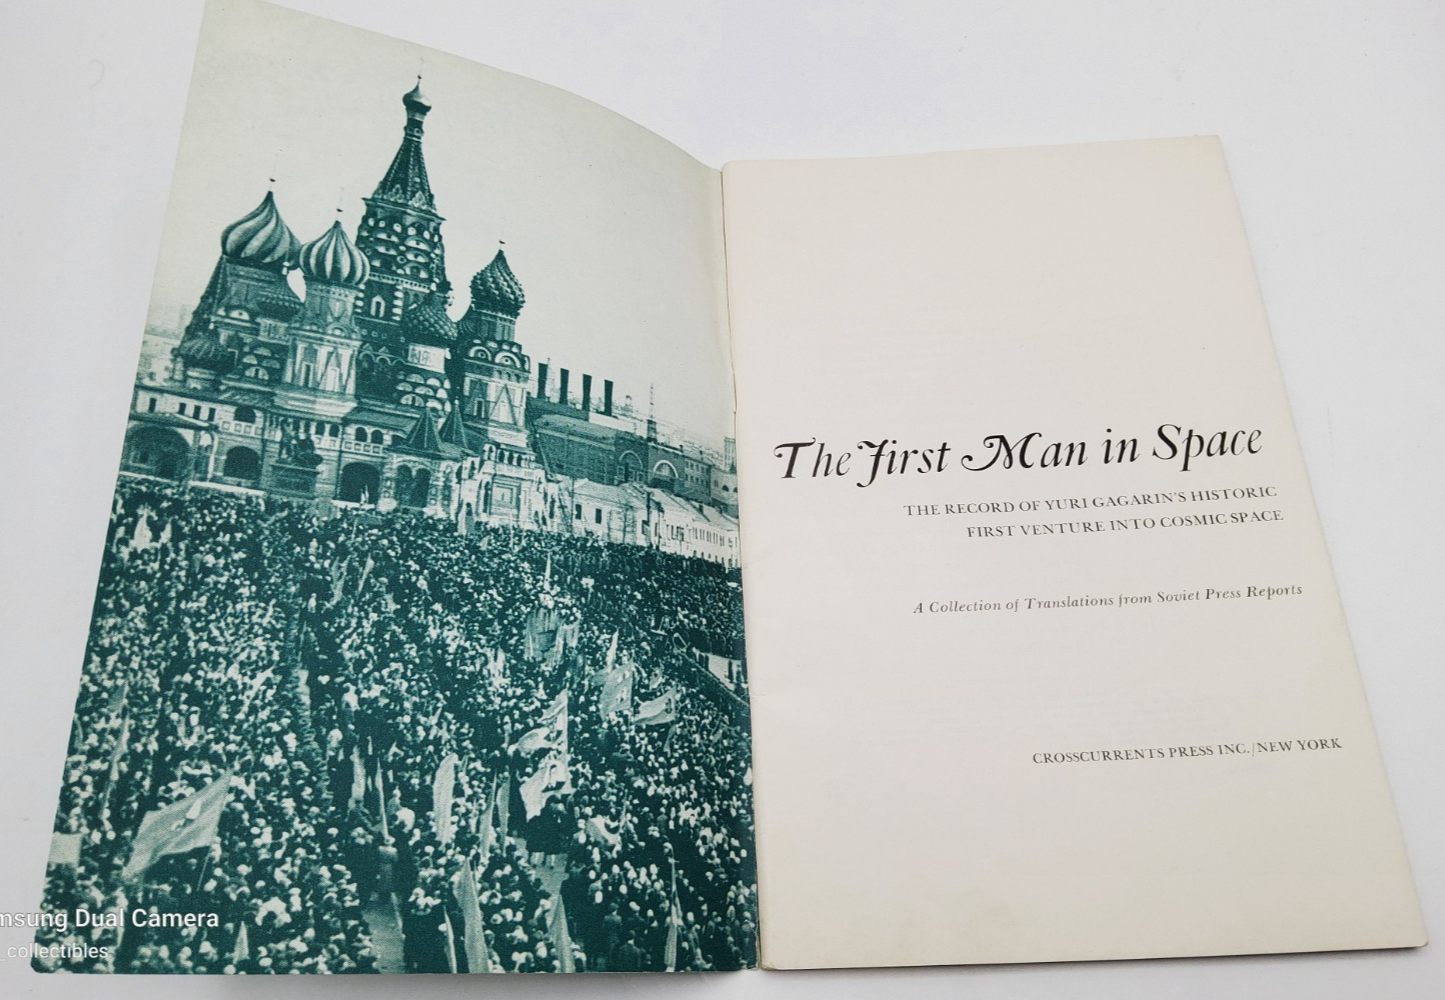 The First Man in Space
THE RECORD OF YURI GAGARIN'S HISTORIC
FIRST VENTURE INTO COSMIC SPACE
A Collection of Translations from Soviet Press Reports
CROSSCURRENTS PRESS INC./NEW YORK
msung Dual Camera
collectibles